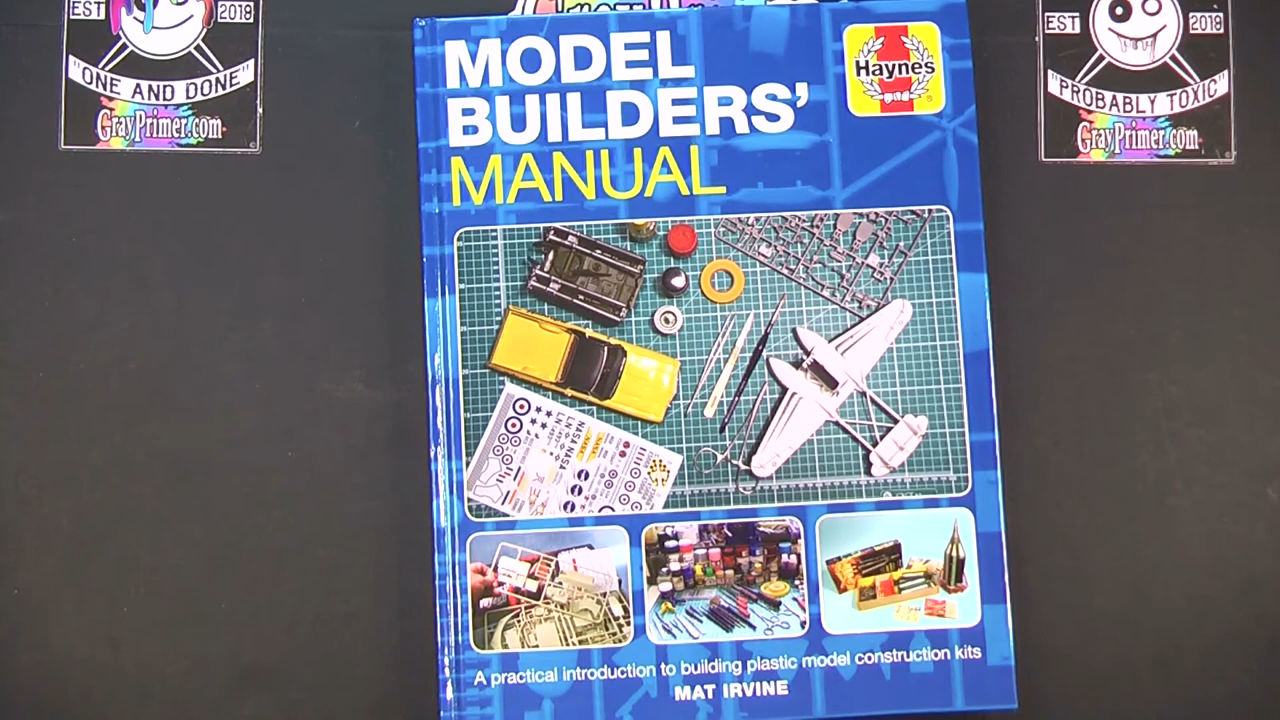 EST 2018
"ONE AND DONE"
GrayPrimer.com
MODEL
BUILDERS'
MANUAL
Haynes
EST 2018
"PROBABLY TOXIC"
GrayPrimer.com
NASA NASA
A practical introduction to building plastic model construction kits
MAT IRVINE